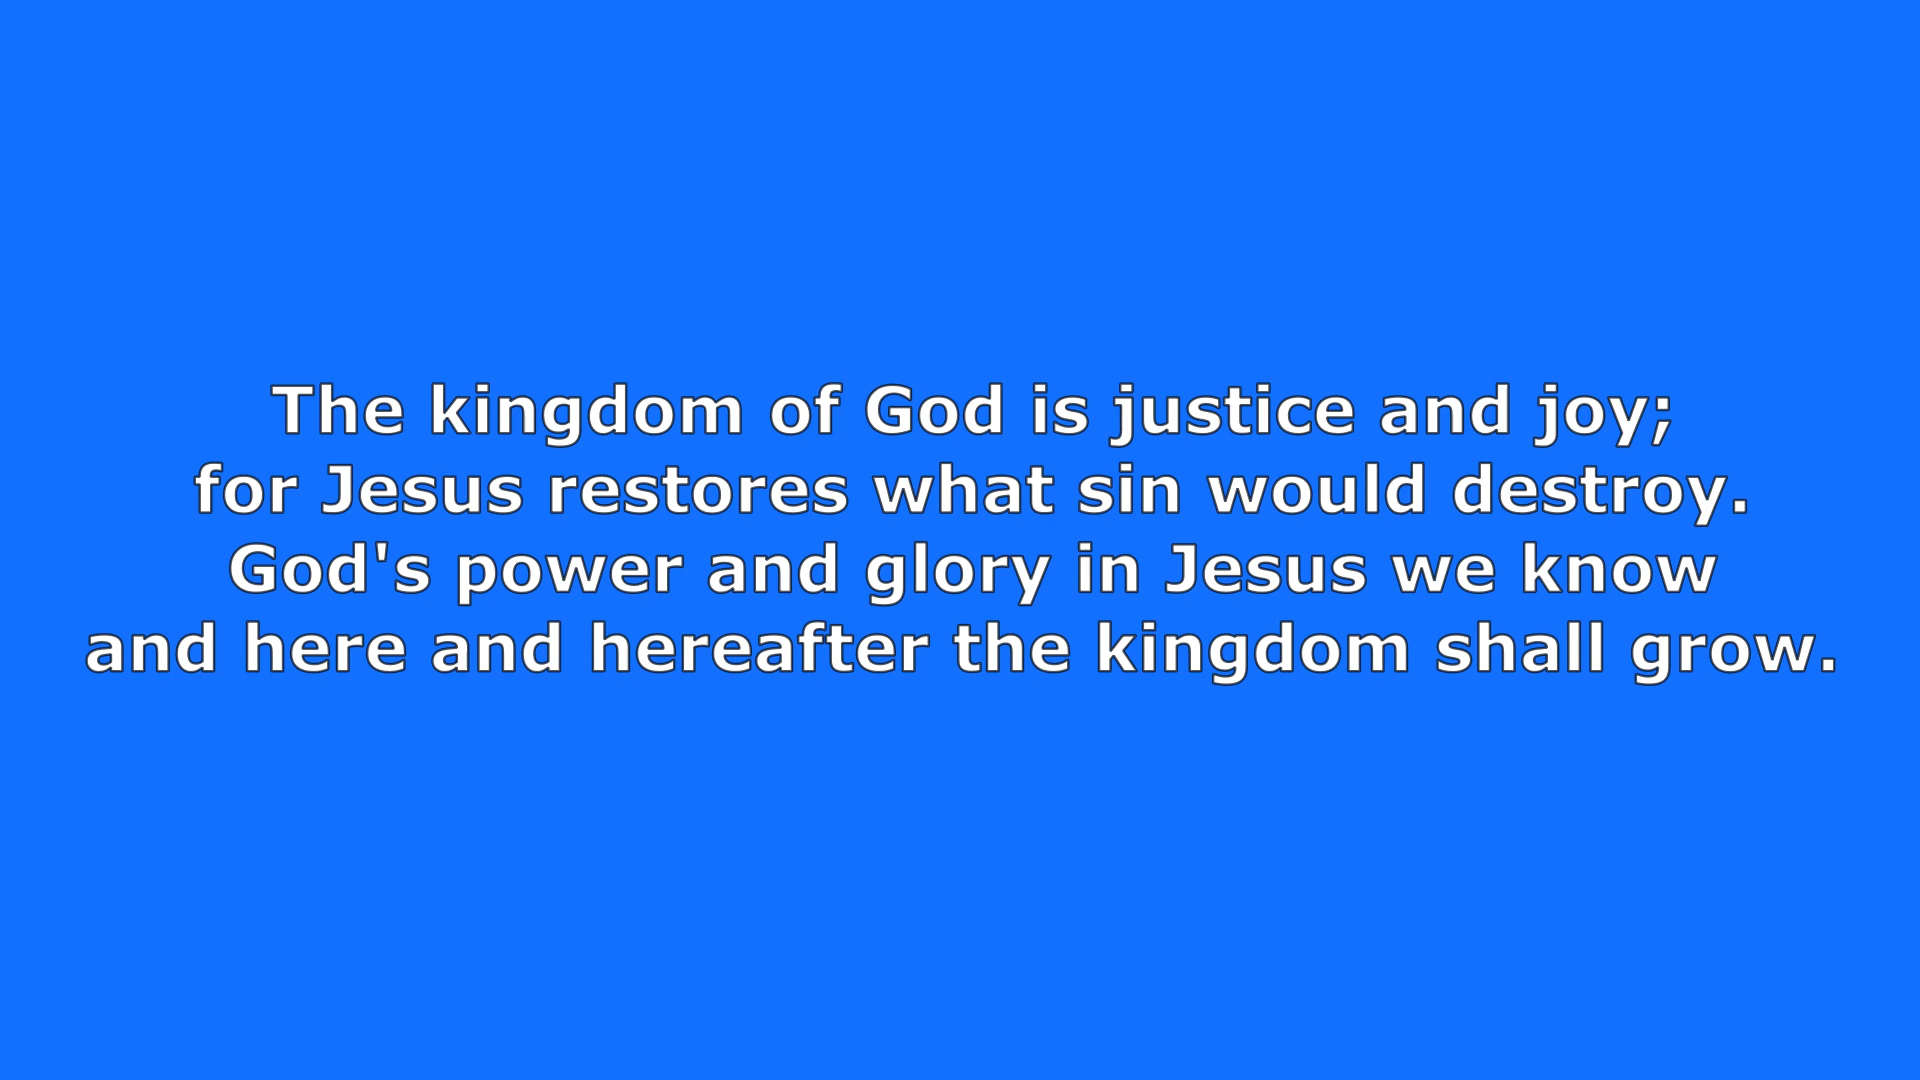 The kingdom of God is justice and joy;
for Jesus restores what sin would destroy.
God's power and glory in Jesus we know
and here and hereafter the kingdom shall grow.